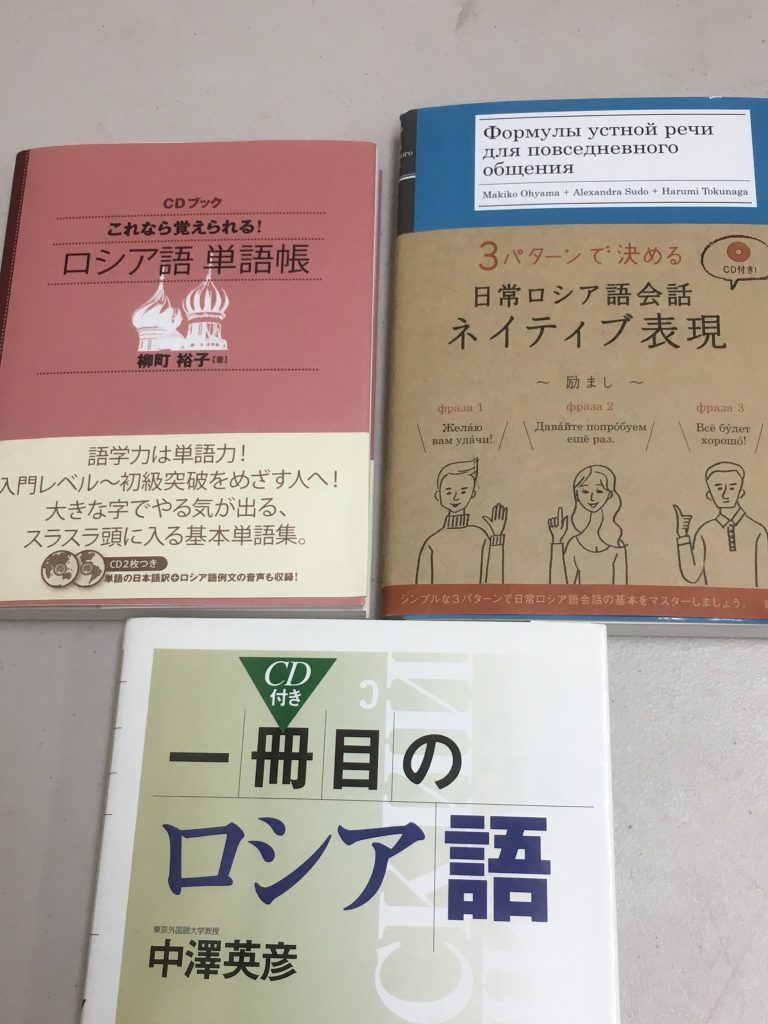 CDブック
これなら覚えられる!
ロシア語 単語帳
柳町 裕子[著]
語学力は単語力!
入門レベル〜初級突破をめざす人へ!
大きな字でやる気が出る、
スラスラ頭に入る基本単語集。
CD2枚つき
単語の日本語訳+ロシア語例文の音声も収録!
Формулы устной речи
для повседневного
общения
Makiko Ohyama + Alexandra Sudo + Harumi Tokunaga
3パターンで決める
CD付き!
日常ロシア語会話
ネイティブ表現
〜 励まし 〜
фраза 1
Желáю
вам удáчи!
фраза 2
Давáйте попрóбуем
ещё раз.
фраза 3
Всё бýдет
хорошó!
シンプルな3パターンで日常ロシア語会話の基本をマスターしましょう。
CD
付き
一冊目の
ロシア語
東京外国語大学教授
中澤英彦